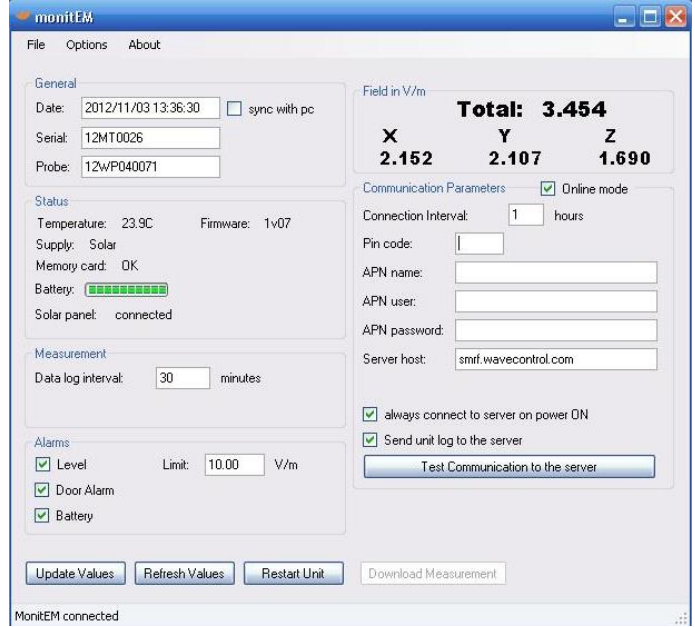 monitEM
File Options About
General
Date: 2012/11/03 13:36:30 sync with pc
Serial: 12MT0026
Probe: 12WP040071
Status
Temperature: 23.9C Firmware: 1v07
Supply: Solar
Memory card: OK
Battery:
Solar panel: connected
Measurement
Data log interval: 30 minutes
Alarms
Level Limit: 10.00 V/m
Door Alarm
Battery
Field in V/m
Total: 3.454
X Y Z
2.152 2.107 1.690
Communication Parameters Online mode
Connection Interval: 1 hours
Pin code:
APN name:
APN user:
APN password:
Server host: smrf.wavecontrol.com
always connect to server on power ON
Send unit log to the server
Test Communication to the server
Update Values Refresh Values Restart Unit Download Measurement
MonitEM connected